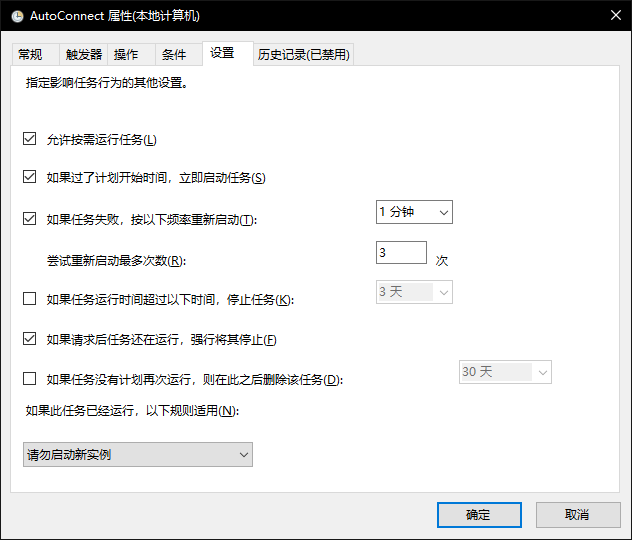 AutoConnect 属性(本地计算机)
常规 触发器 操作 条件 设置 历史记录(已禁用)
指定影响任务行为的其他设置。
允许按需运行任务(L)
如果过了计划开始时间，立即启动任务(S)
如果任务失败，按以下频率重新启动(T): 1 分钟
尝试重新启动最多次数(R): 3 次
如果任务运行时间超过以下时间，停止任务(K): 3 天
如果请求后任务还在运行，强行将其停止(F)
如果任务没有计划再次运行，则在此之后删除该任务(D): 30 天
如果此任务已经运行，以下规则适用(N):
请勿启动新实例
确定 取消